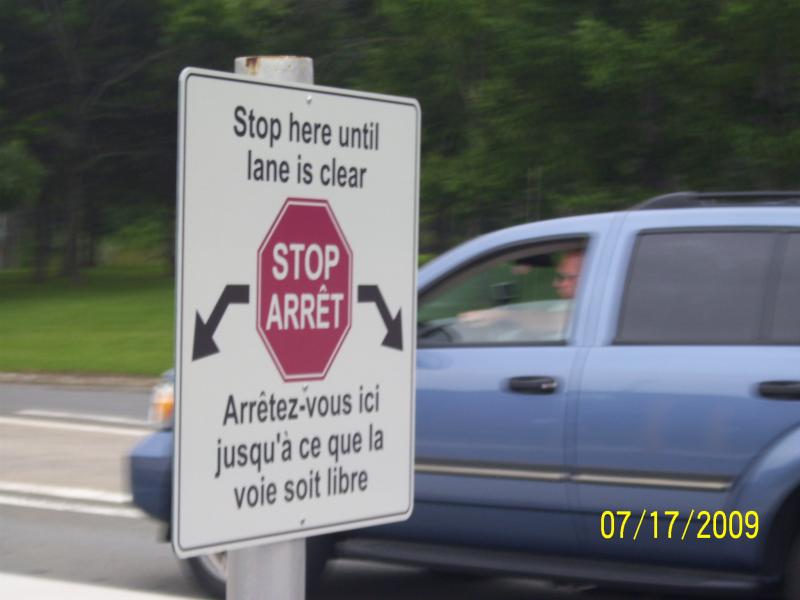 Stop here until
lane is clear
STOP
ARRÊT
Arrêtez-vous ici
jusqu'à ce que la
voie soit libre
07/17/2009